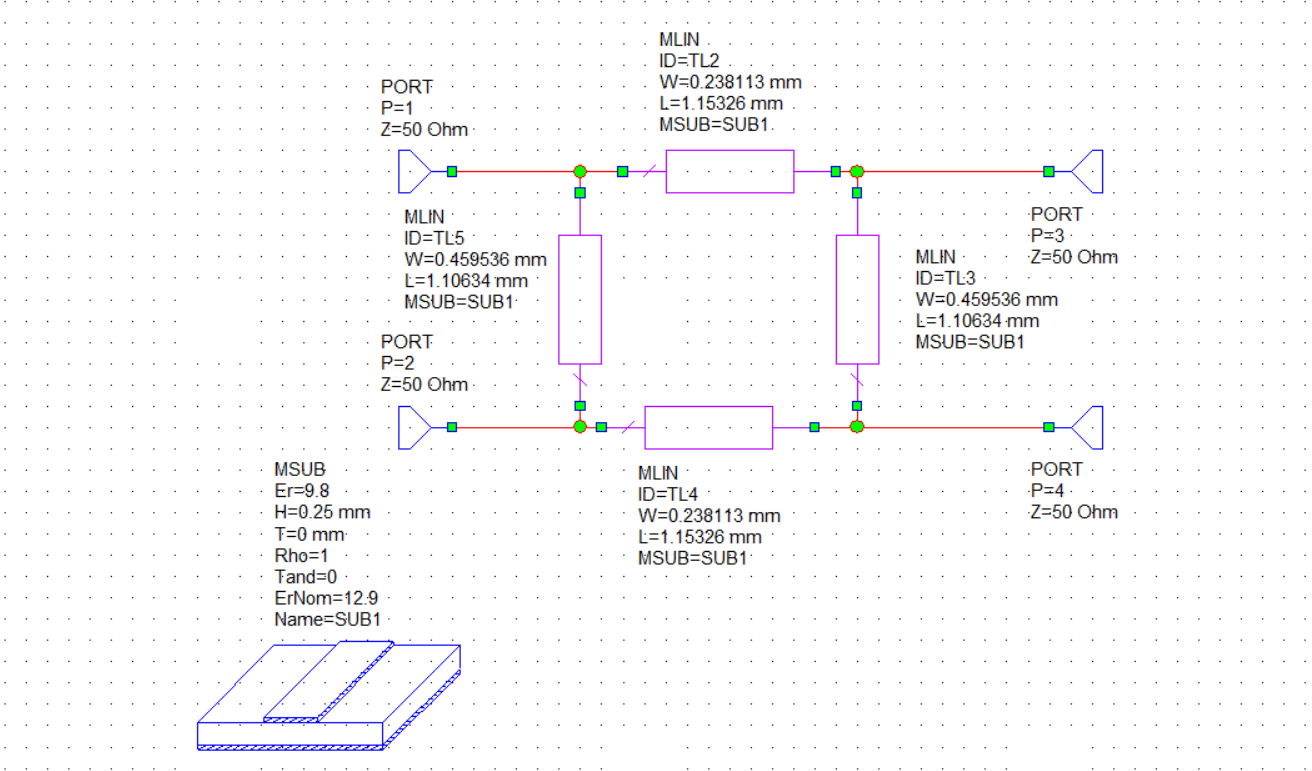 MLIN
ID=TL2
W=0.238113 mm
L=1.15326 mm
MSUB=SUB1
PORT
P=1
Z=50 Ohm
MLIN
ID=TL5
W=0.459536 mm
L=1.10634 mm
MSUB=SUB1
PORT
P=3
Z=50 Ohm
MLIN
ID=TL3
W=0.459536 mm
L=1.10634 mm
MSUB=SUB1
PORT
P=2
Z=50 Ohm
MSUB
Er=9.8
H=0.25 mm
T=0 mm
Rho=1
Tand=0
ErNom=12.9
Name=SUB1
MLIN
ID=TL4
W=0.238113 mm
L=1.15326 mm
MSUB=SUB1
PORT
P=4
Z=50 Ohm